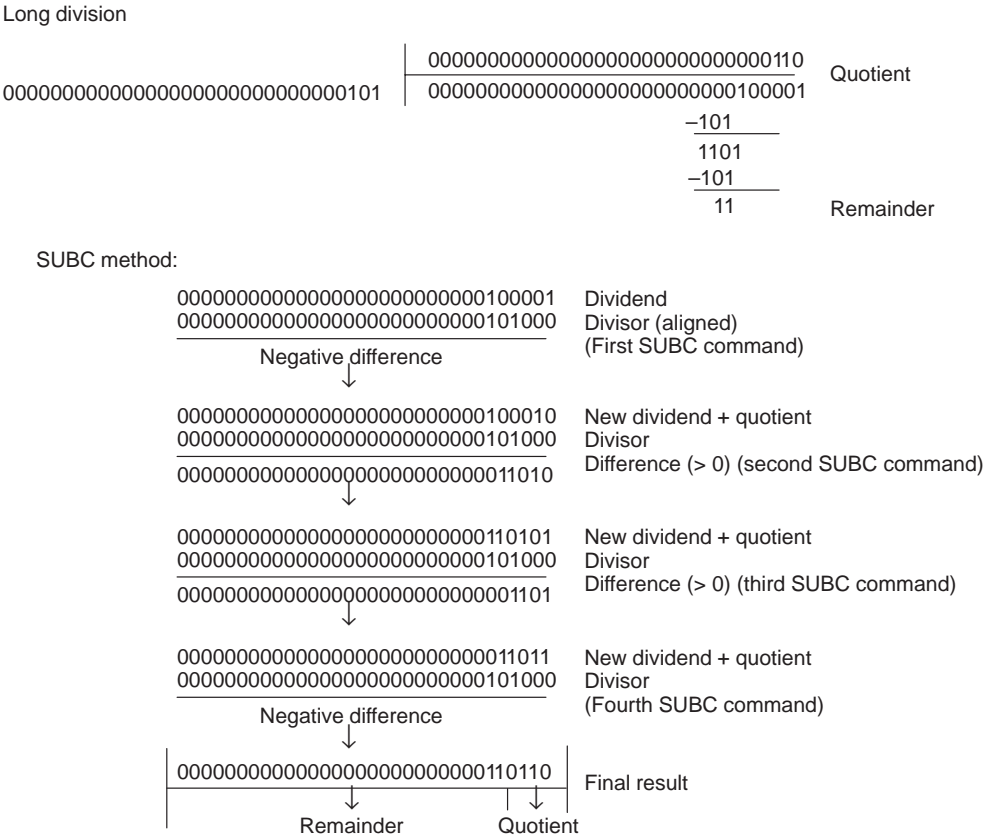 Long division
0000000000000000000000000000110
Quotient
00000000000000000000000000000101
00000000000000000000000000100001
–101
1101
–101
11
Remainder
SUBC method:
00000000000000000000000000100001 Dividend
00000000000000000000000000101000 Divisor (aligned)
(First SUBC command)
Negative difference
00000000000000000000000000100010 New dividend + quotient
00000000000000000000000000101000 Divisor
Difference (> 0) (second SUBC command)
00000000000000000000000000011010
00000000000000000000000000110101 New dividend + quotient
00000000000000000000000000101000 Divisor
Difference (> 0) (third SUBC command)
000000000000000000000000000001101
00000000000000000000000000011011 New dividend + quotient
00000000000000000000000000101000 Divisor
(Fourth SUBC command)
Negative difference
00000000000000000000000000110110 Final result
Remainder Quotient